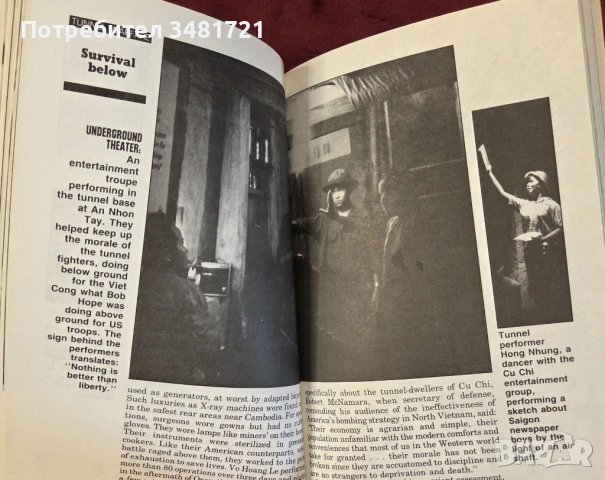 Потребител 3481721
TUNNEL
Survival
below
UNDERGROUND
THEATER:
An
entertainment
troupe
performing in
the tunnel base
at An Nhon
Tay. They
helped keep up
the morale of
the tunnel
fighters, doing
below ground
for the Viet
Cong what Bob
Hope was
doing above
ground for US
troops. The
sign behind the
performers
translates:
"Nothing is
better than
liberty."
used as generators, at worst by adapted
Such luxuries as X-ray machines were found
in the safest rear areas near Cambodia. For s
geons, surgeons wore gowns but had no
gloves. They wore lamps like miners' on their
Their instruments were sterilized in
cookers. Like their American counterparts,
battle raged above them, they worked to the
of exhaustion to save lives. Vo Hoang Le perfor
more than 80 operations over three days and
in the aftermath of
specifically about the tunnel-dwellers of Cu Chi,
Robert McNamara, when secretary of defense,
reminding his audience of the ineffectiveness of
America's bombing strategy in North Vietnam, said:
"Their economy is agrarian and simple, their
population unfamiliar with the modern comforts and
conveniences that most of us in the Western world
take for granted . . . their morale has not been
broken since they are accustomed to discipline and
are no strangers to deprivation and death."
assessment,
Tunnel
performer
Hong Nhung, a
dancer with the
Cu Chi
entertainment
group,
performing a
sketch about
Saigon
newspaper
boys by the
light of an air
shaft.
bazar